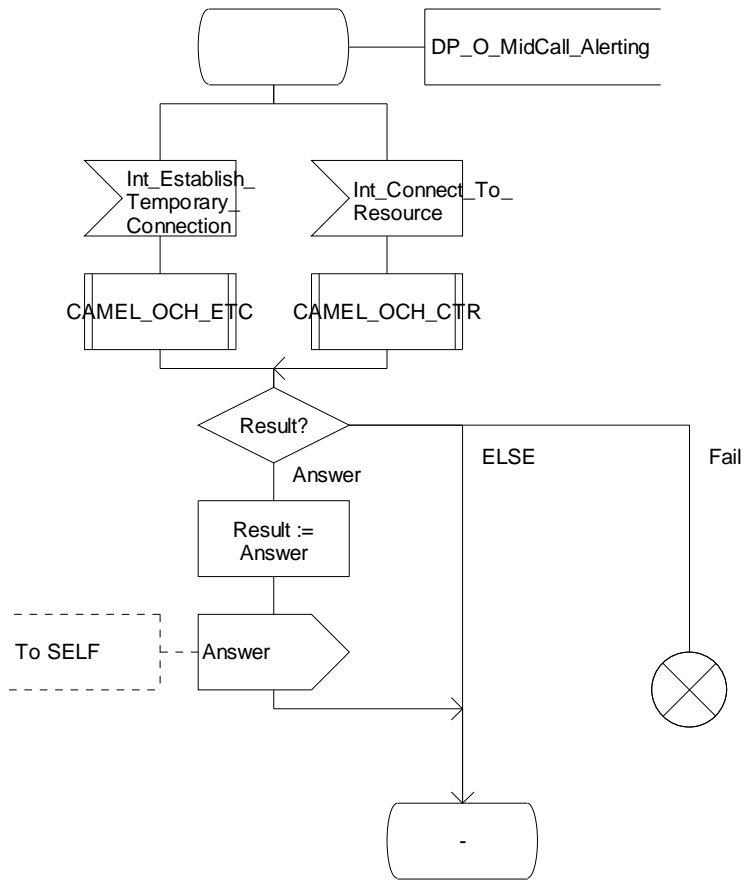 DP_O_MidCall_Alerting
Int_Establish_
Temporary_
Connection
Int_Connect_To_
Resource
CAMEL_OCH_ETC
CAMEL_OCH_CTR
Result?
ELSE
Fail
Answer
Result :=
Answer
To SELF
Answer
-